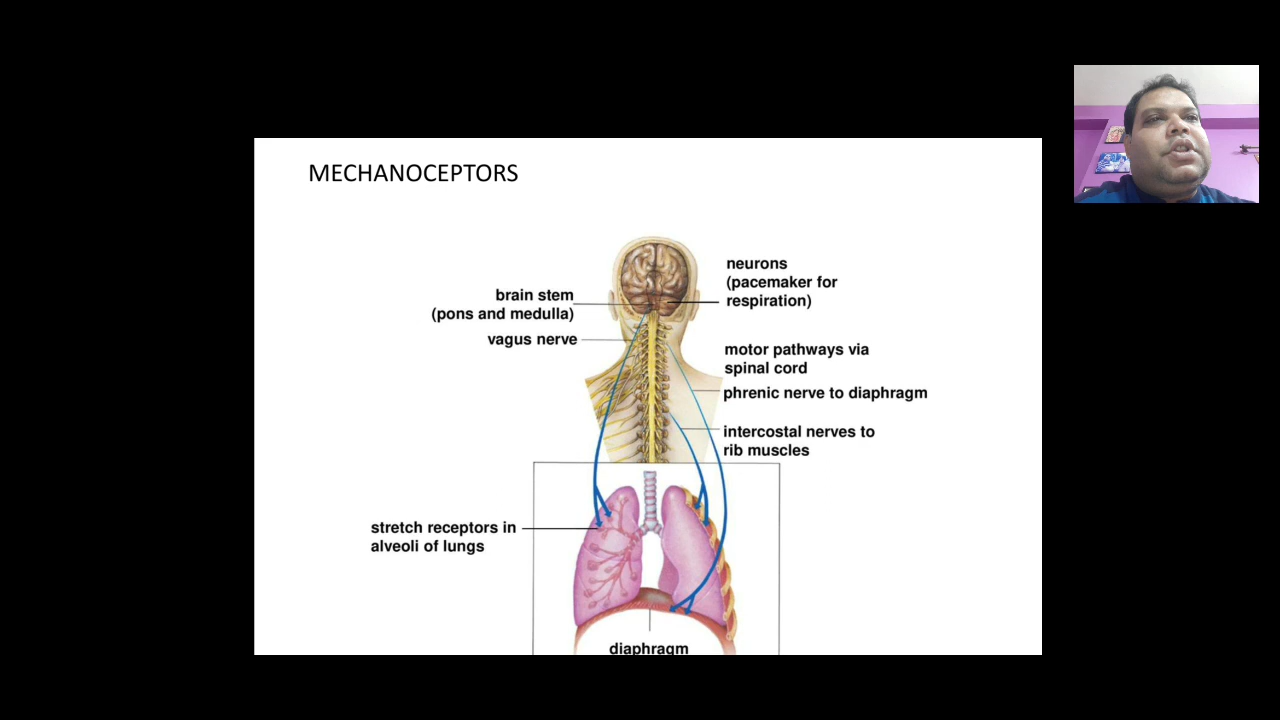 MECHANOCEPTORS
neurons
(pacemaker for
respiration)
brain stem
(pons and medulla)
vagus nerve
motor pathways via
spinal cord
phrenic nerve to diaphragm
intercostal nerves to
rib muscles
stretch receptors in
alveoli of lungs
diaphragm